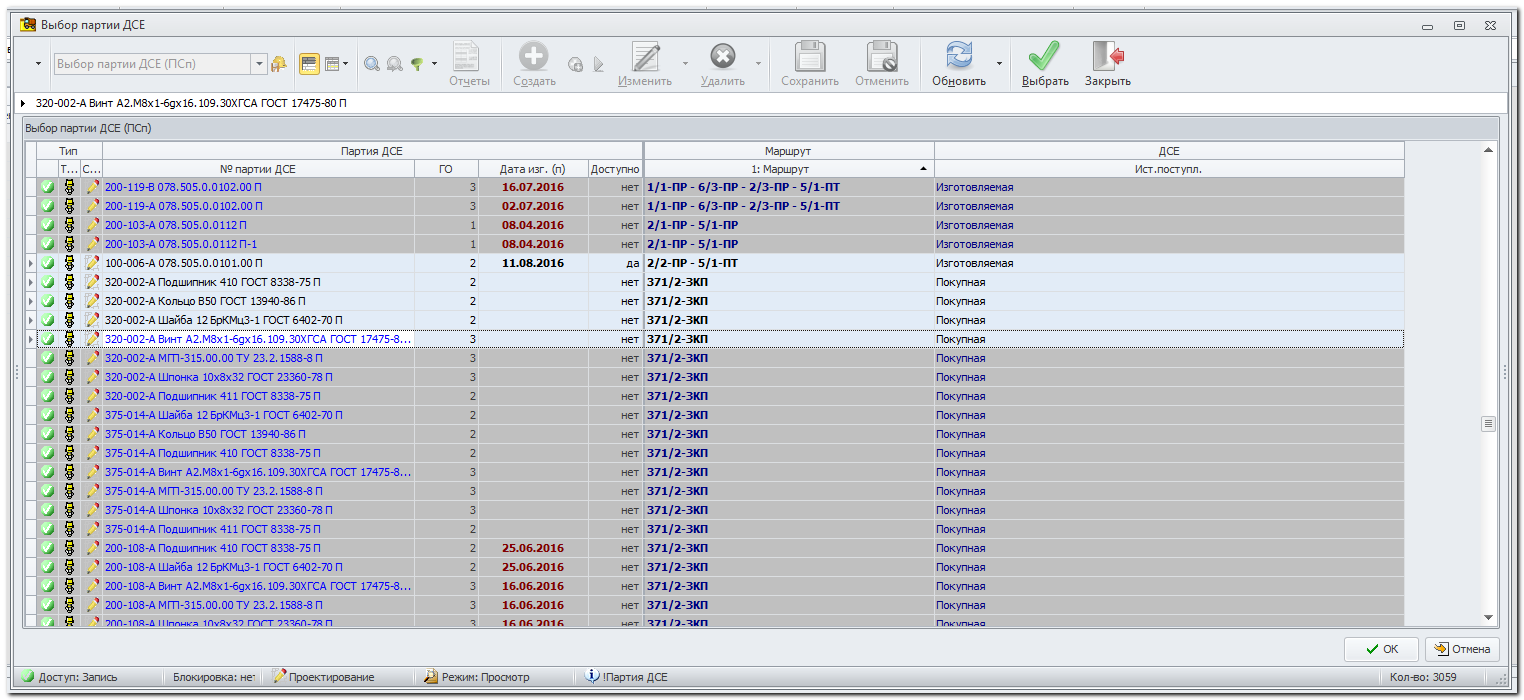 Выбор партии ДСЕ
Выбор партии ДСЕ (ПСп)
Отчеты
Создать
Изменить
Удалить
Сохранить
Отменить
Обновить
Выбрать
Закрыть
320-002-А Винт А2.М8х1-6gх16.109.30ХГСА ГОСТ 17475-80 П
Выбор партии ДСЕ (ПСп)
Тип Партия ДСЕ Маршрут ДСЕ
Т... С... № партии ДСЕ ГО Дата изг. (п) Доступно 1: Маршрут Ист.поступл.
200-119-В 078.505.0.0102.00 П 3 16.07.2016 нет 1/1-ПР - 6/3-ПР - 2/3-ПР - 5/1-ПТ Изготовляемая
200-119-А 078.505.0.0102.00 П 3 02.07.2016 нет 1/1-ПР - 6/3-ПР - 2/3-ПР - 5/1-ПТ Изготовляемая
200-103-А 078.505.0.0112 П 1 08.04.2016 нет 2/1-ПР - 5/1-ПР Изготовляемая
200-103-А 078.505.0.0112 П-1 1 08.04.2016 нет 2/1-ПР - 5/1-ПР Изготовляемая
100-006-А 078.505.0.0101.00 П 2 11.08.2016 да 2/2-ПР - 5/1-ПТ Изготовляемая
320-002-А Подшипник 410 ГОСТ 8338-75 П 2 нет 371/2-ЗКП Покупная
320-002-А Кольцо В50 ГОСТ 13940-86 П 2 нет 371/2-ЗКП Покупная
320-002-А Шайба 12 БрКМц3-1 ГОСТ 6402-70 П 2 нет 371/2-ЗКП Покупная
320-002-А Винт А2.М8х1-6gх16.109.30ХГСА ГОСТ 17475-8... 3 нет 371/2-ЗКП Покупная
320-002-А МГП-315.00.00 ТУ 23.2.1588-8 П 3 нет 371/2-ЗКП Покупная
320-002-А Шпонка 10х8х32 ГОСТ 23360-78 П 3 нет 371/2-ЗКП Покупная
320-002-А Подшипник 411 ГОСТ 8338-75 П 2 нет 371/2-ЗКП Покупная
375-014-А Шайба 12 БрКМц3-1 ГОСТ 6402-70 П 2 нет 371/2-ЗКП Покупная
375-014-А Кольцо В50 ГОСТ 13940-86 П 2 нет 371/2-ЗКП Покупная
375-014-А Подшипник 410 ГОСТ 8338-75 П 2 нет 371/2-ЗКП Покупная
375-014-А Винт А2.М8х1-6gх16.109.30ХГСА ГОСТ 17475-8... 3 нет 371/2-ЗКП Покупная
375-014-А МГП-315.00.00 ТУ 23.2.1588-8 П 3 нет 371/2-ЗКП Покупная
375-014-А Шпонка 10х8х32 ГОСТ 23360-78 П 3 нет 371/2-ЗКП Покупная
375-014-А Подшипник 411 ГОСТ 8338-75 П 2 нет 371/2-ЗКП Покупная
200-108-А Подшипник 410 ГОСТ 8338-75 П 2 25.06.2016 нет 371/2-ЗКП Покупная
200-108-А Шайба 12 БрКМц3-1 ГОСТ 6402-70 П 2 25.06.2016 нет 371/2-ЗКП Покупная
200-108-А Винт А2.М8х1-6gх16.109.30ХГСА ГОСТ 17475-8... 3 16.06.2016 нет 371/2-ЗКП Покупная
200-108-А МГП-315.00.00 ТУ 23.2.1588-8 П 3 16.06.2016 нет 371/2-ЗКП Покупная
200-108-А Шпонка 10х8х32 ГОСТ 23360-78 П 3 16.06.2016 нет 371/2-ЗКП Покупная
OK
Отмена
Доступ: Запись Блокировка: нет Проектирование Режим: Просмотр !Партия ДСЕ Кол-во: 3059